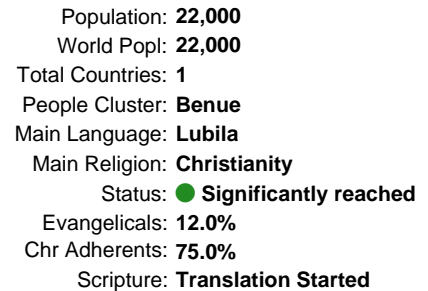 Population: 22,000
World Popl: 22,000
Total Countries: 1
People Cluster: Benue
Main Language: Lubila
Main Religion: Christianity
Status: Significantly reached
Evangelicals: 12.0%
Chr Adherents: 75.0%
Scripture: Translation Started